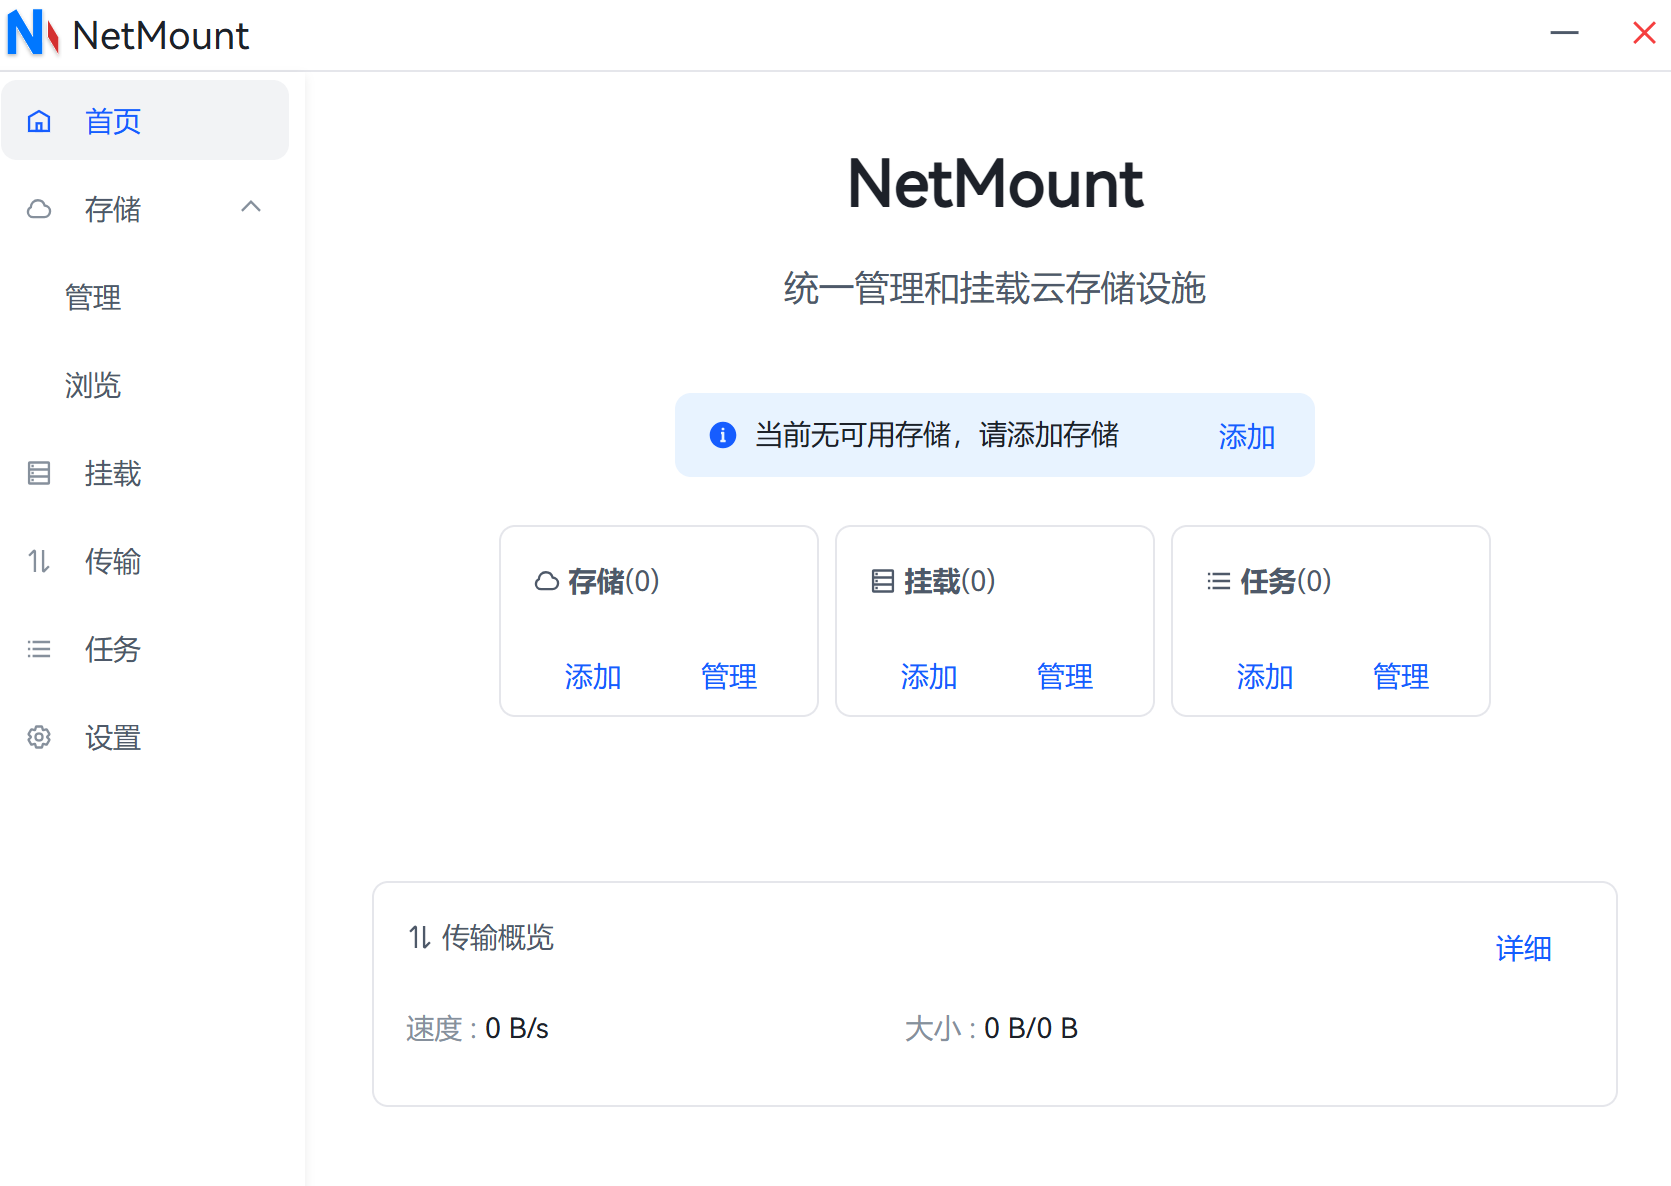 NetMount
首页
存储
管理
浏览
挂载
传输
任务
设置
NetMount
统一管理和挂载云存储设施
当前无可用存储，请添加存储 添加
存储(0)
添加 管理
挂载(0)
添加 管理
任务(0)
添加 管理
传输概览 详细
速度 : 0 B/s 大小 : 0 B/0 B